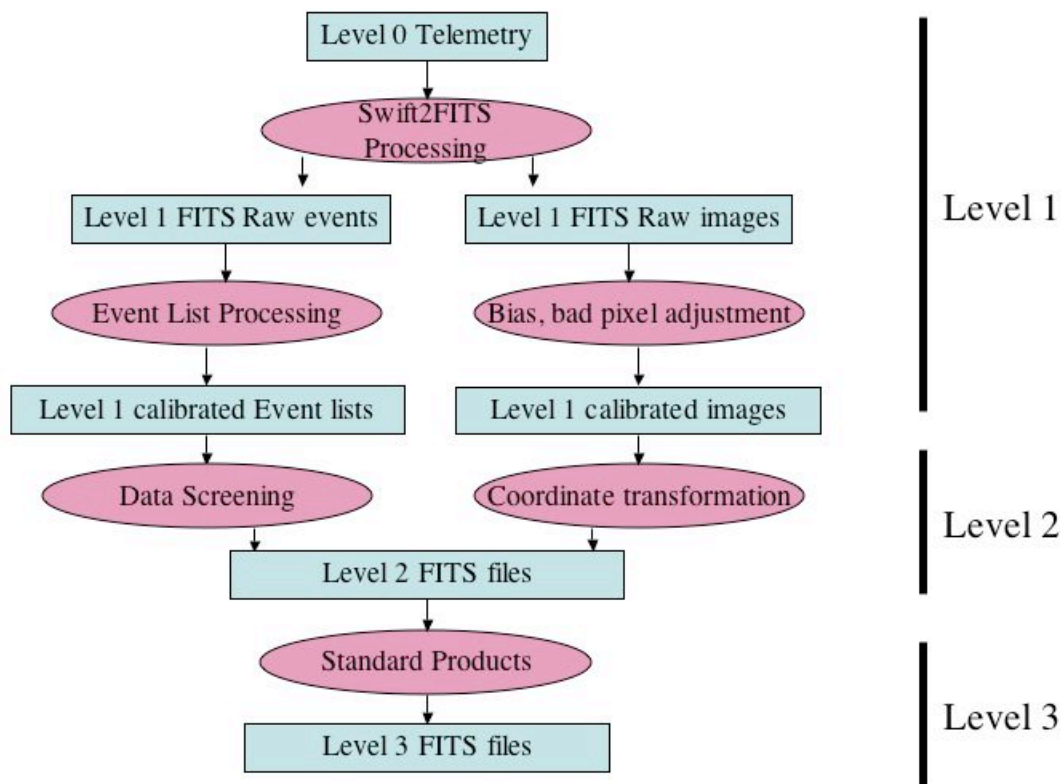 Level 0 Telemetry
Swift2FITS
Processing
Level 1 FITS Raw events
Level 1 FITS Raw images
Level 1
Event List Processing
Bias, bad pixel adjustment
Level 1 calibrated Event lists
Level 1 calibrated images
Data Screening
Coordinate transformation
Level 2
Level 2 FITS files
Standard Products
Level 3
Level 3 FITS files